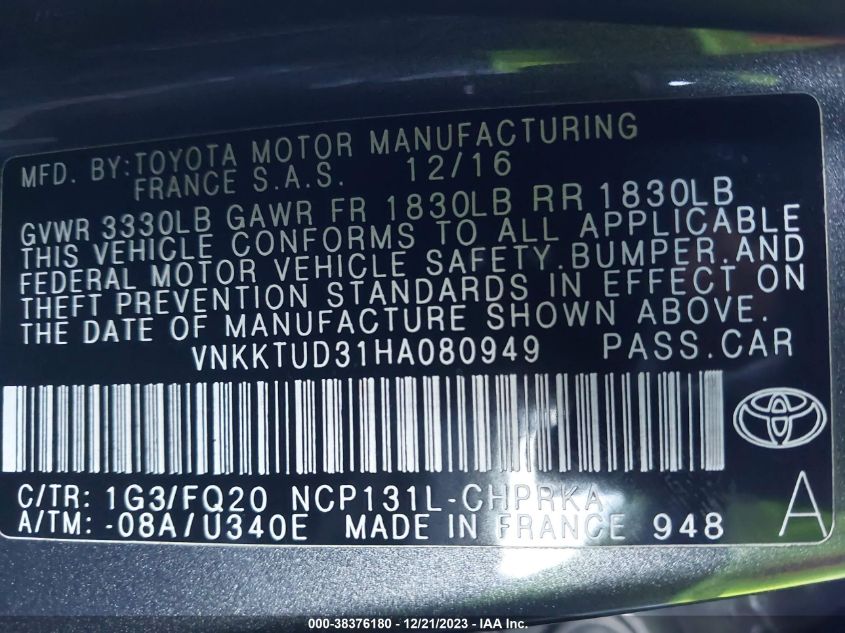 MFD. BY:TOYOTA MOTOR MANUFACTURING
FRANCE S.A.S. 12/16
GVWR 3330LB GAWR FR 1830LB RR 1830LB
THIS VEHICLE CONFORMS TO ALL APPLICABLE
FEDERAL MOTOR VEHICLE SAFETY,BUMPER,AND
THEFT PREVENTION STANDARDS IN EFFECT ON
THE DATE OF MANUFACTURE SHOWN ABOVE.
VNKKTUD31HA080949 PASS.CAR
C/TR: 1G3/FQ20 NCP131L-CHPRKA
A/TM: -08A/U340E MADE IN FRANCE 948 A
000-38376180 - 12/21/2023 - IAA Inc.